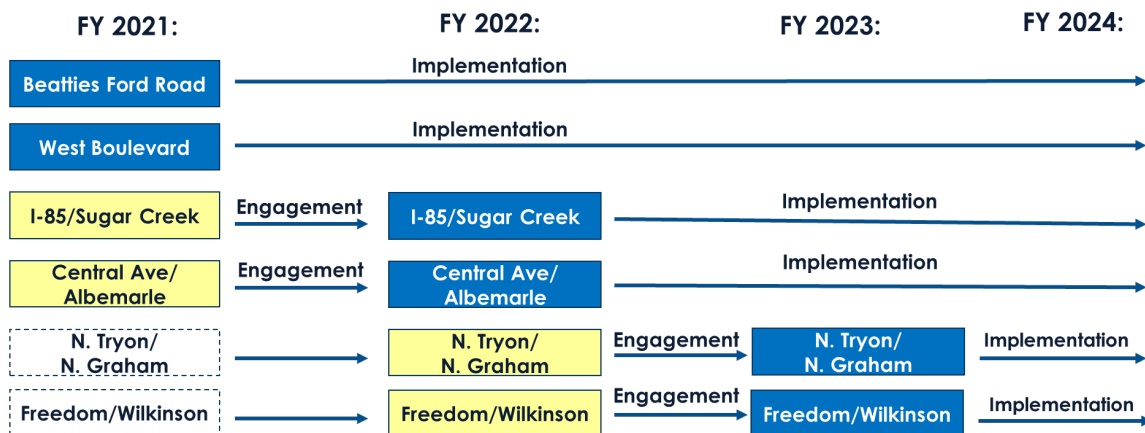 FY 2021:
FY 2022:
FY 2023:
FY 2024:
Beatties Ford Road
Implementation
West Boulevard
Implementation
I-85/Sugar Creek
Engagement
I-85/Sugar Creek
Implementation
Central Ave/
Albemarle
Engagement
Central Ave/
Albemarle
Implementation
N. Tryon/
N. Graham
N. Tryon/
N. Graham
Engagement
N. Tryon/
N. Graham
Implementation
Freedom/Wilkinson
Freedom/Wilkinson
Engagement
Freedom/Wilkinson
Implementation